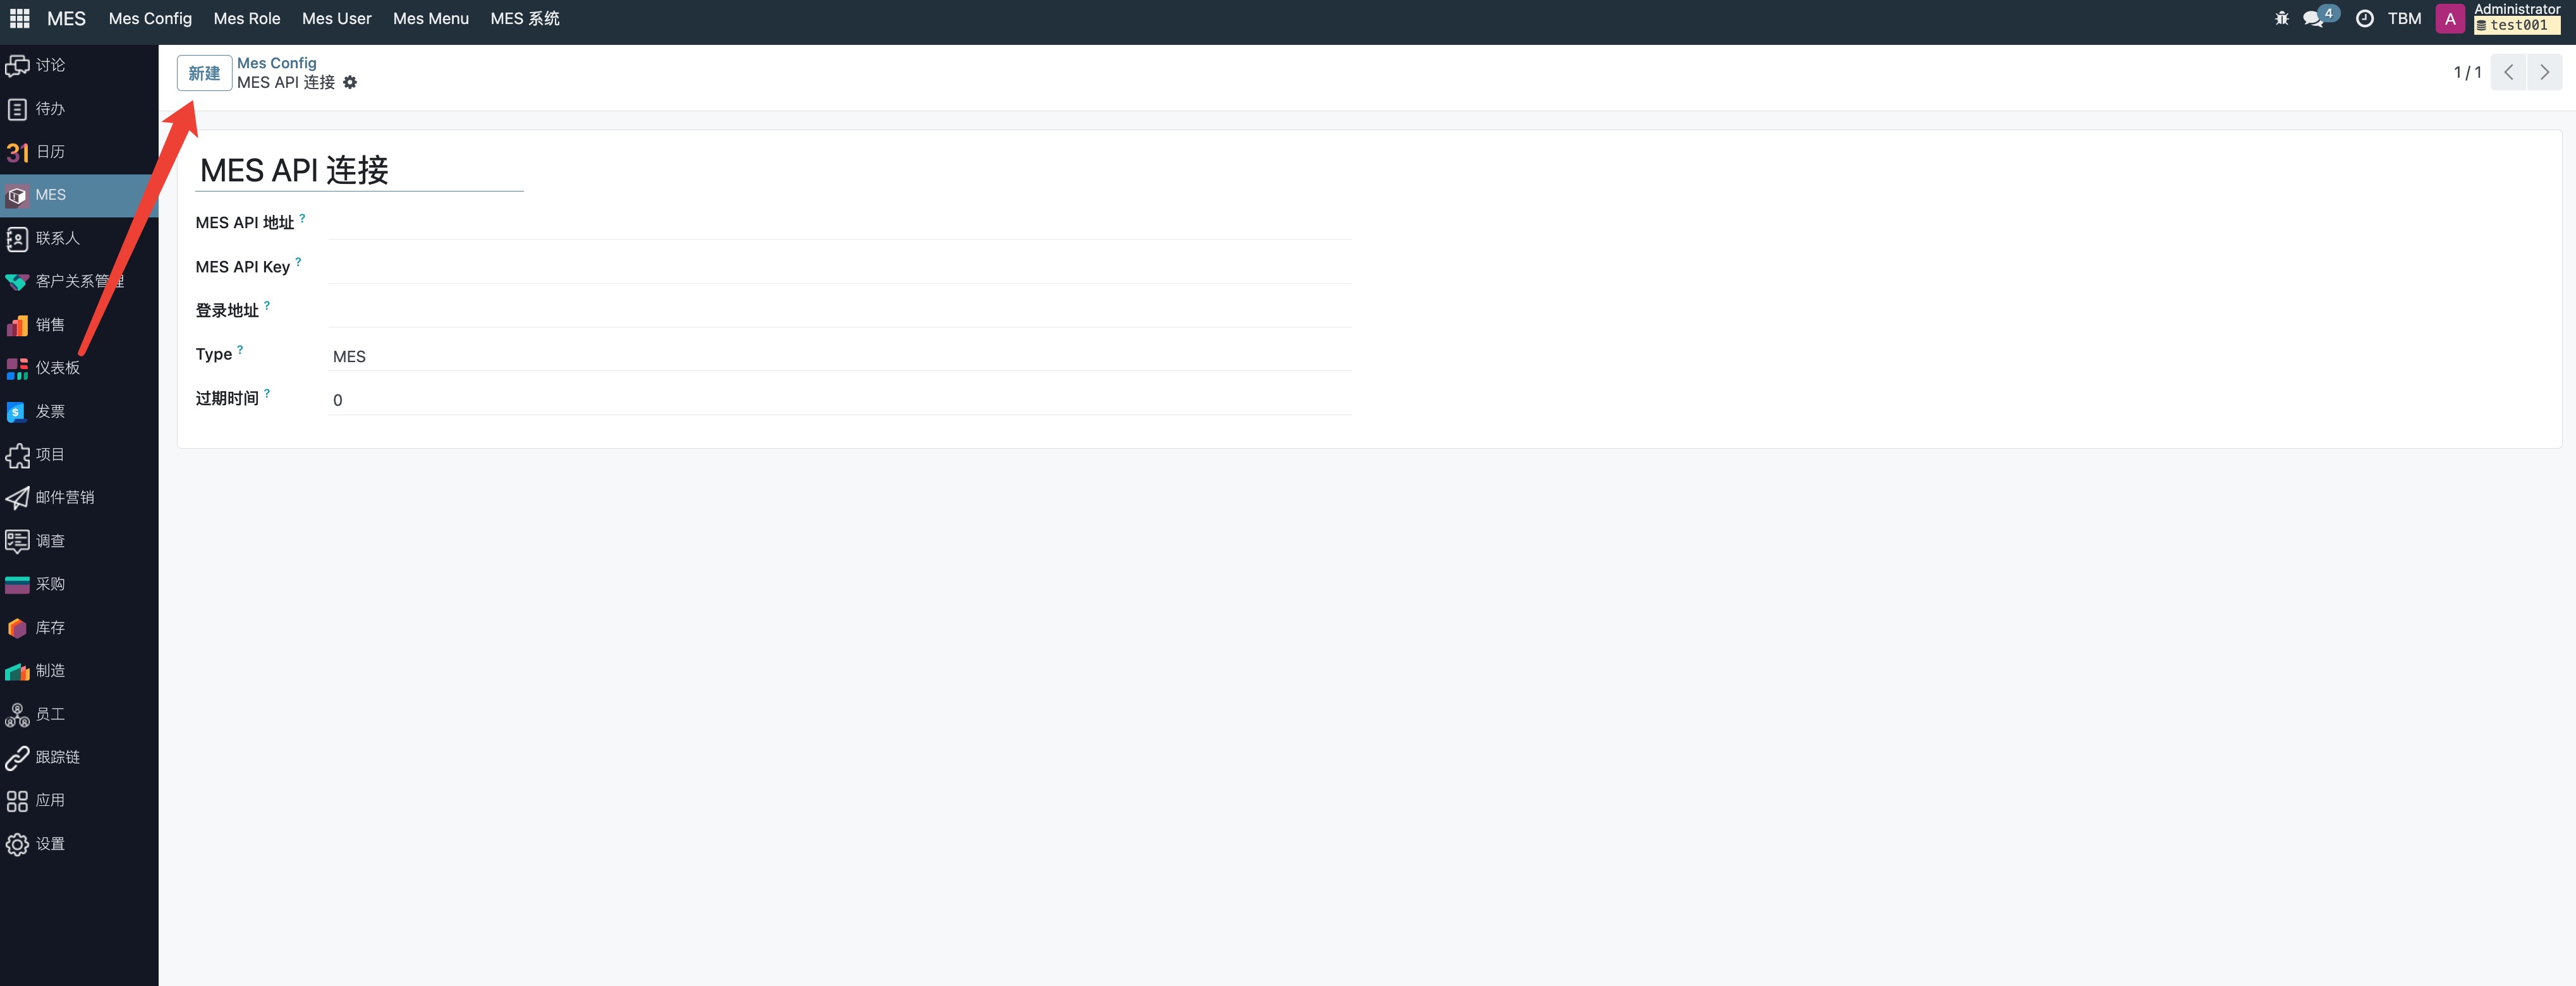 MES Mes Config Mes Role Mes User Mes Menu MES 系统 4 TBM A Administrator
test001
讨论
待办
31 日历
MES
联系人
客户关系管理
销售
仪表板
$ 发票
项目
邮件营销
调查
采购
库存
制造
员工
跟踪链
应用
设置
新建 Mes Config
MES API 连接
1 / 1
MES API 连接
MES API 地址 ?
MES API Key ?
登录地址 ?
Type ? MES
过期时间 ? 0